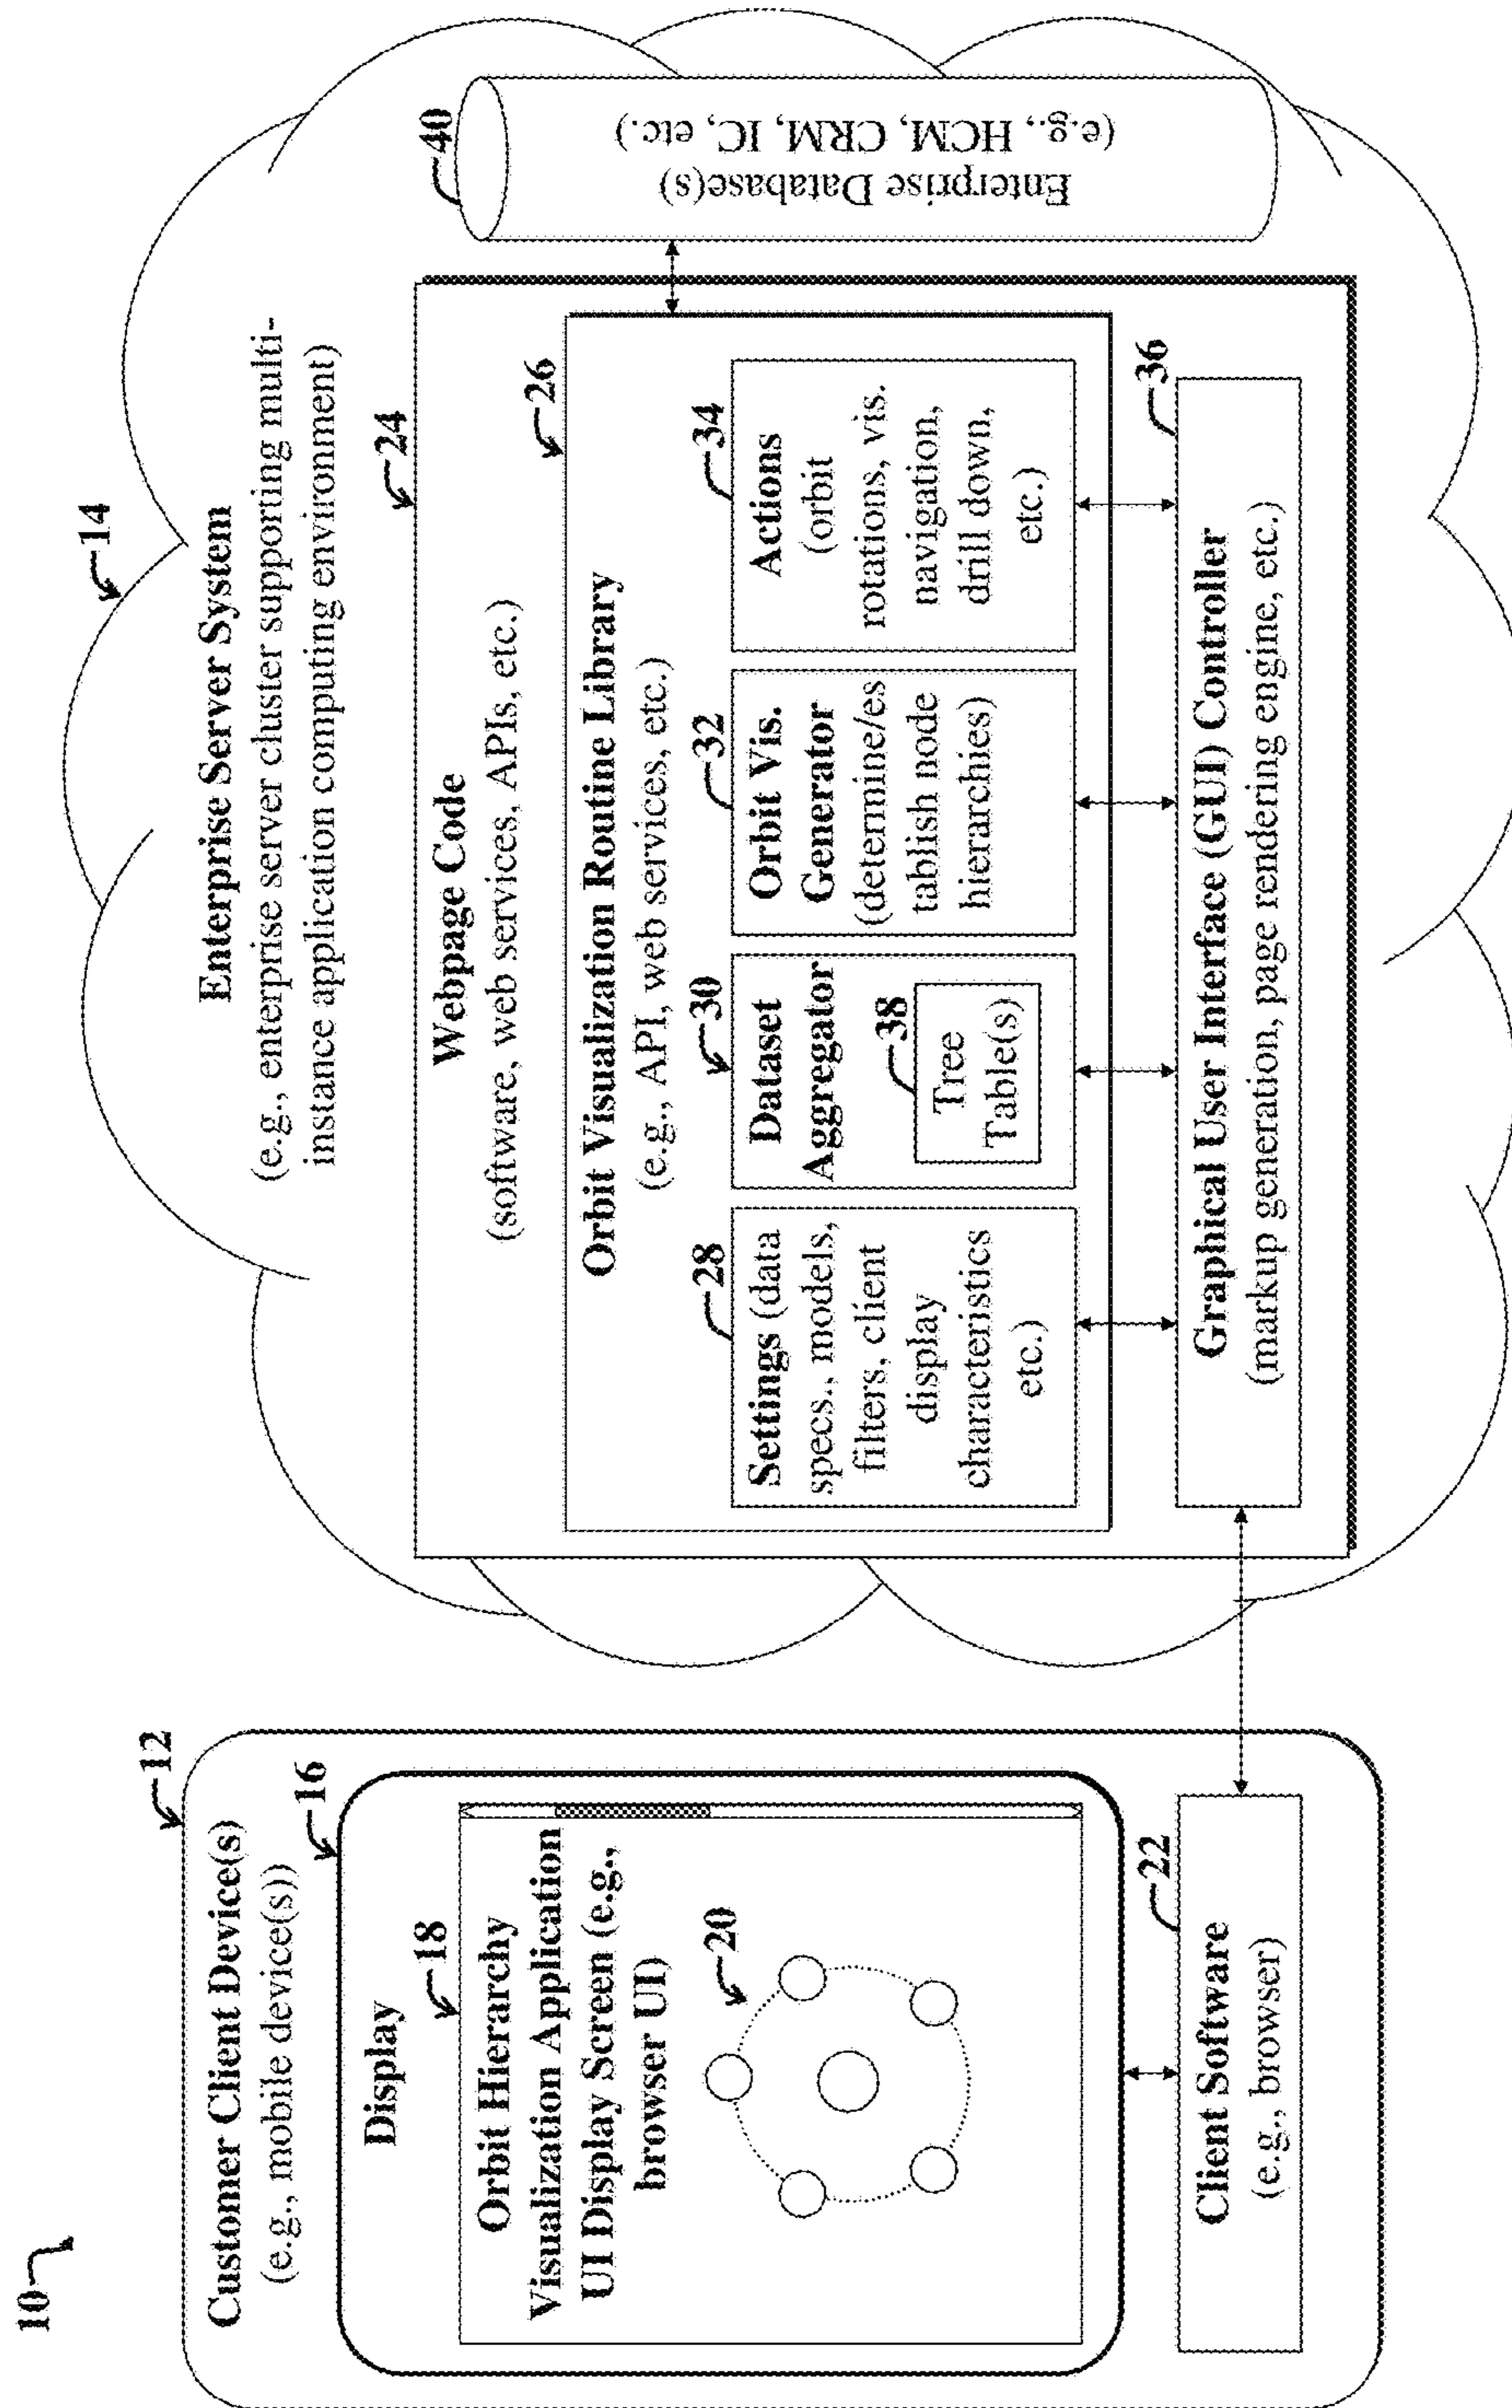 10
12
Customer Client Device(s)
(e.g., mobile device(s))
16
Display
18
Orbit Hierarchy
Visualization Application
UI Display Screen (e.g.,
browser UI)
20
22
Client Software
(e.g., browser)
14
Enterprise Server System
(e.g., enterprise server cluster supporting multi-
instance application computing environment)
24
Webpage Code
(software, web services, APIs, etc.)
26
Orbit Visualization Routine Library
(e.g., API, web services, etc.)
28
Settings (data
specs., models,
filters, client
display
characteristics
etc.)
30
Dataset
Aggregator
38
Tree
Table(s)
32
Orbit Vis.
Generator
(determine/es
tablish node
hierarchies)
34
Actions
(orbit
rotations, vis.
navigation,
drill down,
etc.)
36
Graphical User Interface (GUI) Controller
(markup generation, page rendering engine, etc.)
40
Enterprise Database(s)
(e.g., HCM, CRM, IC, etc.)